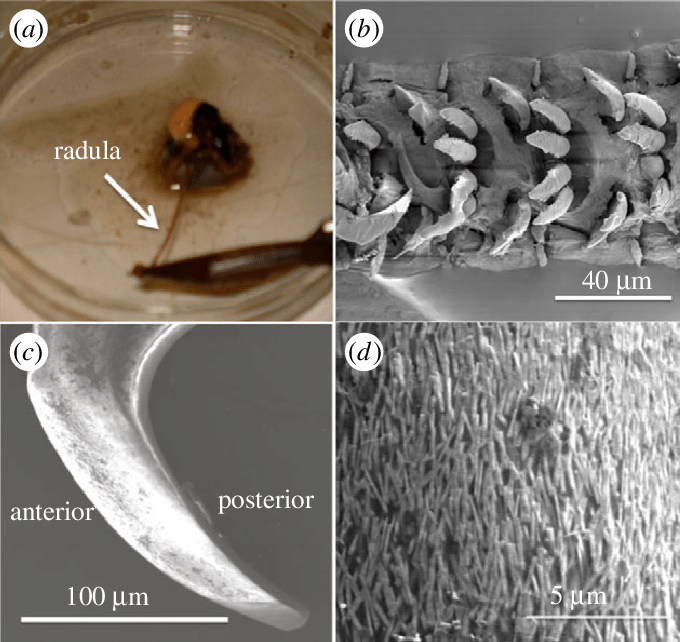 (a)
radula
(b)
40 μm
(c)
anterior
posterior
100 μm
(d)
5 μm